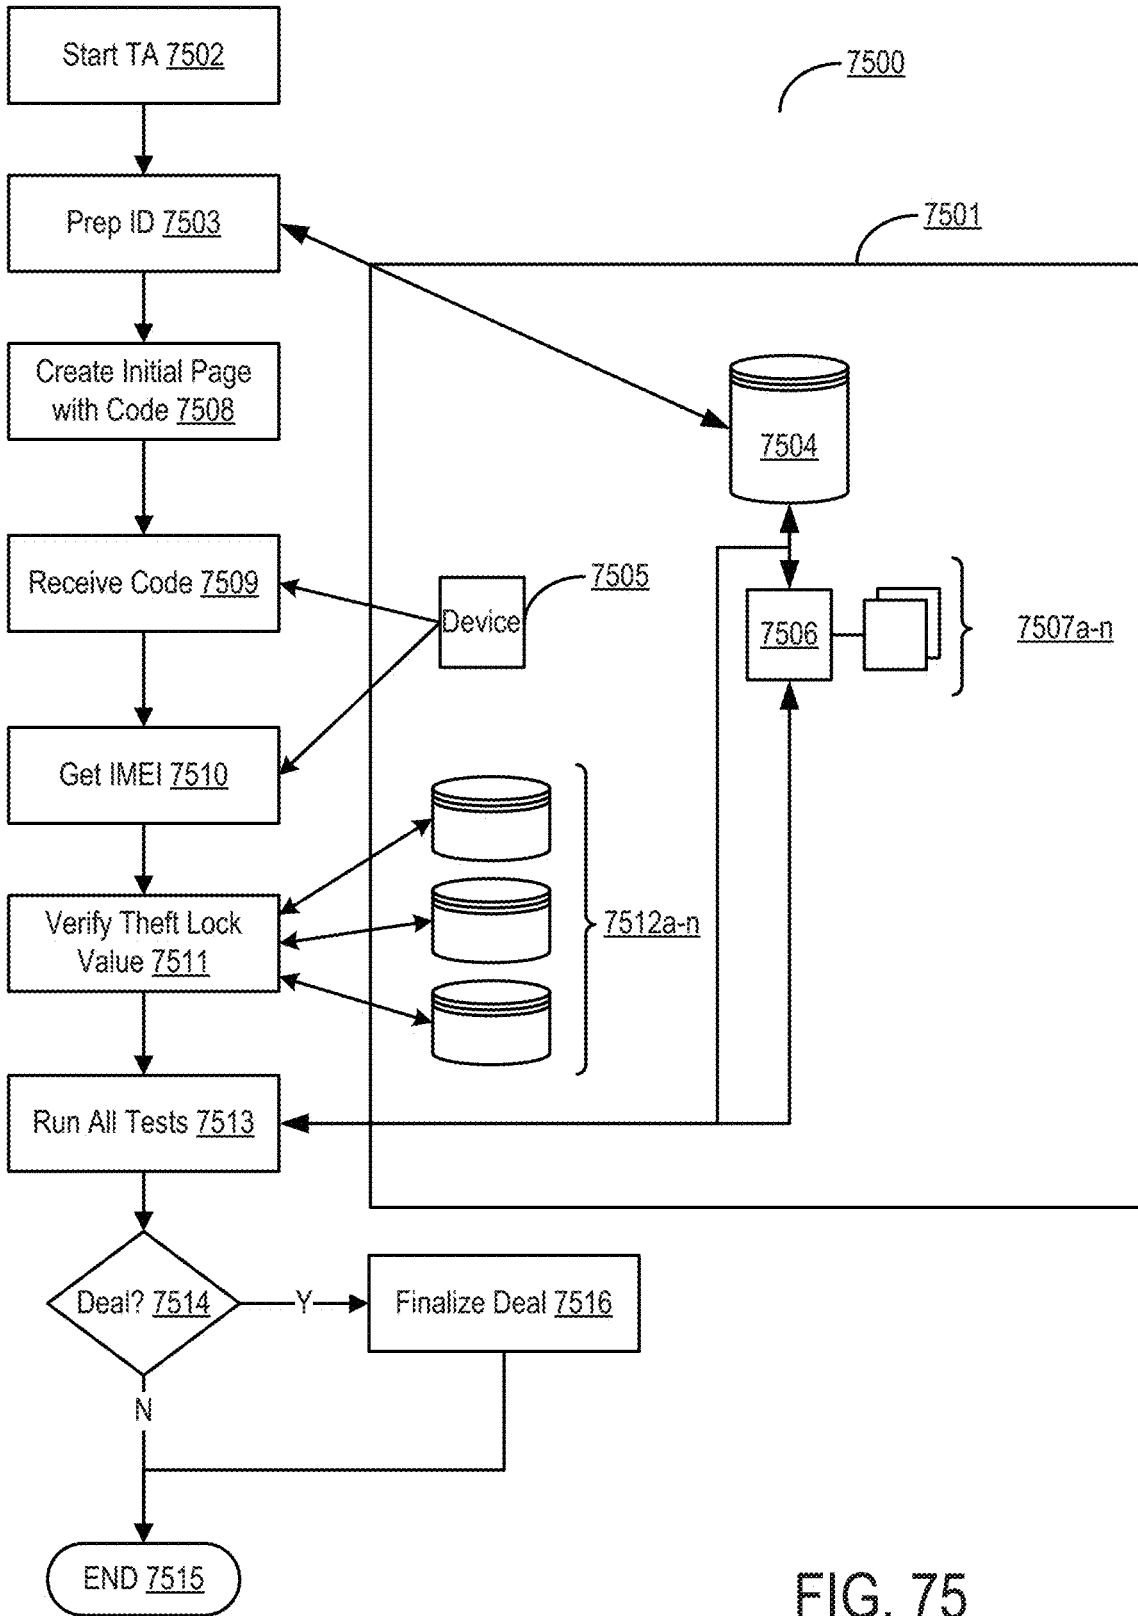 Start TA 7502
7500
Prep ID 7503
7501
Create Initial Page
with Code 7508
7504
Receive Code 7509
Device
7505
7506
7507a-n
Get IMEI 7510
Verify Theft Lock
Value 7511
7512a-n
Run All Tests 7513
Deal? 7514
Y
Finalize Deal 7516
N
END 7515
FIG. 75